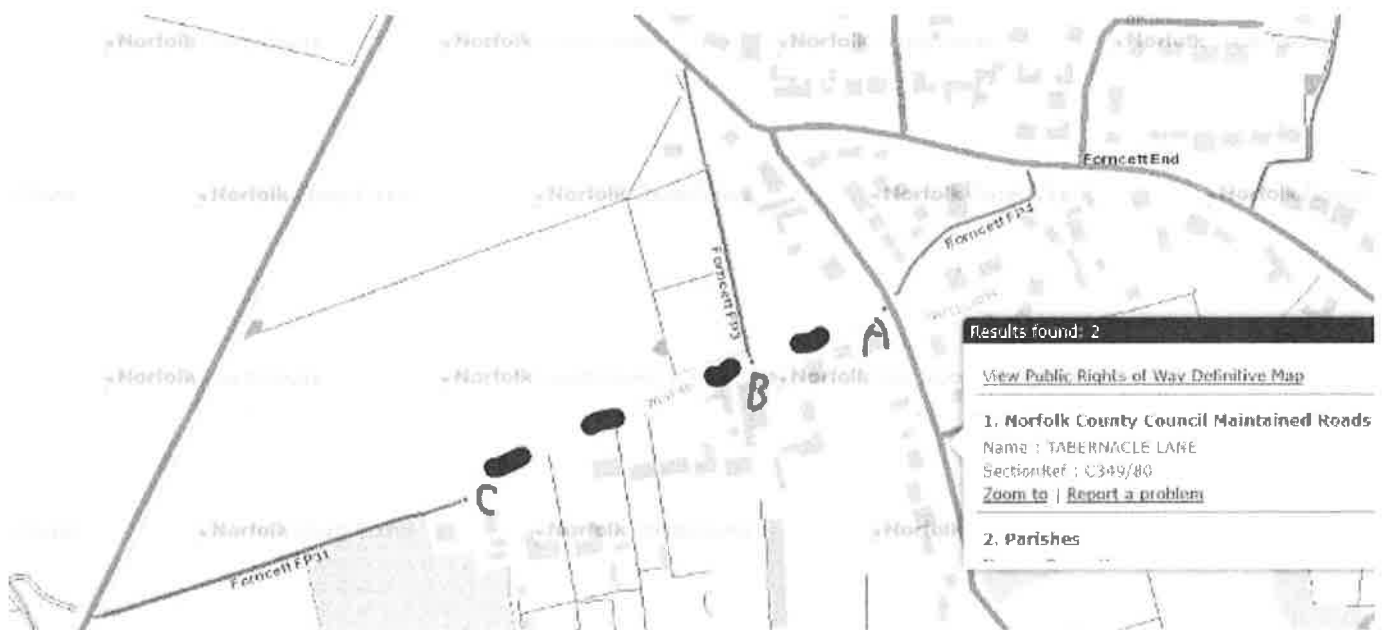 Forncett End
Forncett FP4
Forncett FP3
A
B
C
Forncett FP31
Norfolk
Norfolk
Norfolk
Norfolk
Norfolk
Norfolk
Norfolk
Norfolk
Norfolk
Norfolk
Norfolk
Norfolk
Norfolk
Results found: 2
View Public Rights of Way Definitive Map
1. Norfolk County Council Maintained Roads
Name : TABERNACLE LANE
SectionRef : C349/80
Zoom to | Report a problem
2. Parishes